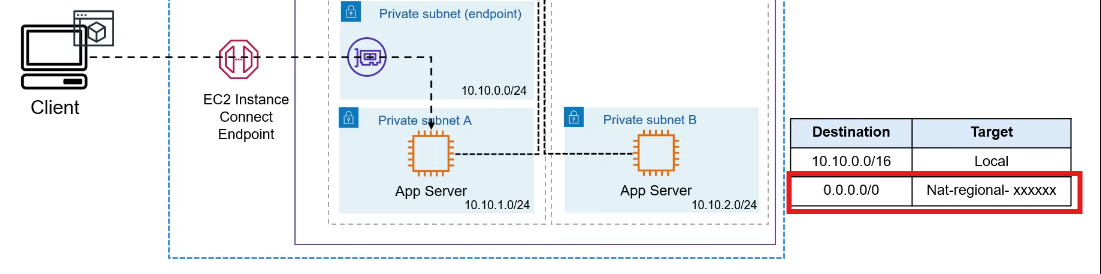 Private subnet (endpoint)
10.10.0.0/24
Client
EC2 Instance
Connect
Endpoint
Private subnet A
App Server
10.10.1.0/24
Private subnet B
App Server
10.10.2.0/24
Destination Target
10.10.0.0/16 Local
0.0.0.0/0 Nat-regional- xxxxxx